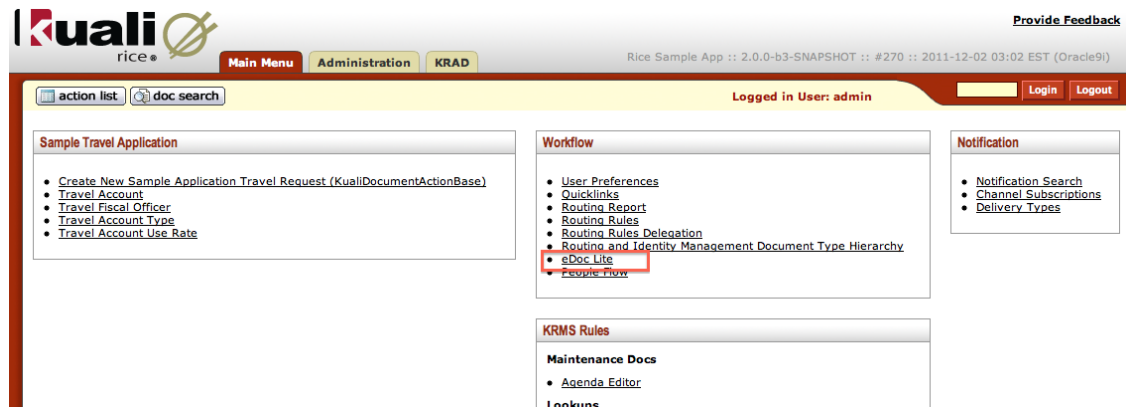 Kuali
rice
Provide Feedback
Main Menu Administration KRAD
Rice Sample App :: 2.0.0-b3-SNAPSHOT :: #270 :: 2011-12-02 03:02 EST (Oracle9i)
action list doc search
Logged in User: admin
Login Logout
Sample Travel Application
• Create New Sample Application Travel Request (KualiDocumentActionBase)
• Travel Account
• Travel Fiscal Officer
• Travel Account Type
• Travel Account Use Rate
Workflow
• User Preferences
• Quicklinks
• Routing Report
• Routing Rules
• Routing Rules Delegation
• Routing and Identity Management Document Type Hierarchy
• eDoc Lite
• People Flow
KRMS Rules
Maintenance Docs
• Agenda Editor
Lookups
Notification
• Notification Search
• Channel Subscriptions
• Delivery Types